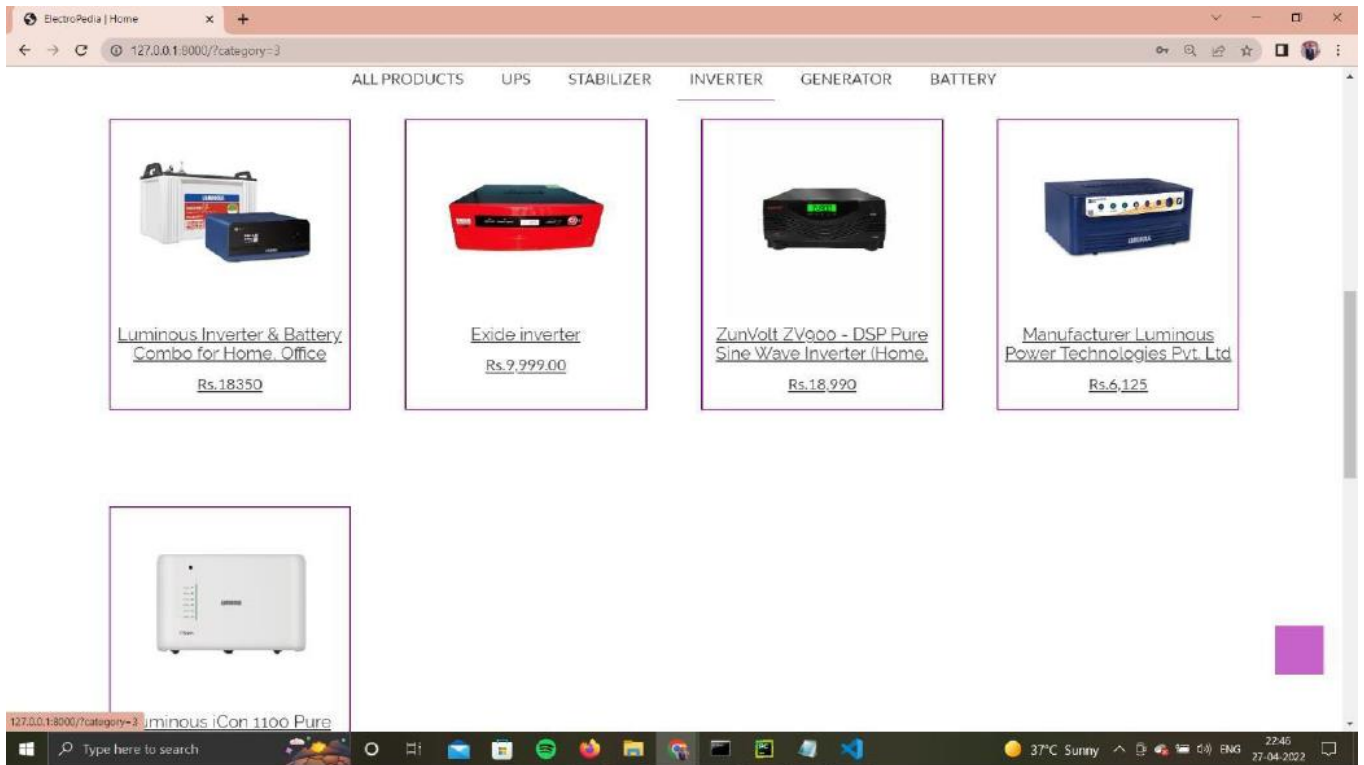 ElectroPedia | Home
127.0.0.1:8000/?category=3
ALL PRODUCTS UPS STABILIZER INVERTER GENERATOR BATTERY
Luminous Inverter & Battery
Combo for Home, Office
Rs.18350
Exide inverter
Rs.9,999.00
ZunVolt ZV900 - DSP Pure
Sine Wave Inverter (Home,
Rs.18,990
Manufacturer Luminous
Power Technologies Pvt. Ltd
Rs.6,125
uminous iCon 1100 Pure
127.0.0.1:8000/?category=3
Type here to search
37°C Sunny
ENG
22:46
27-04-2022